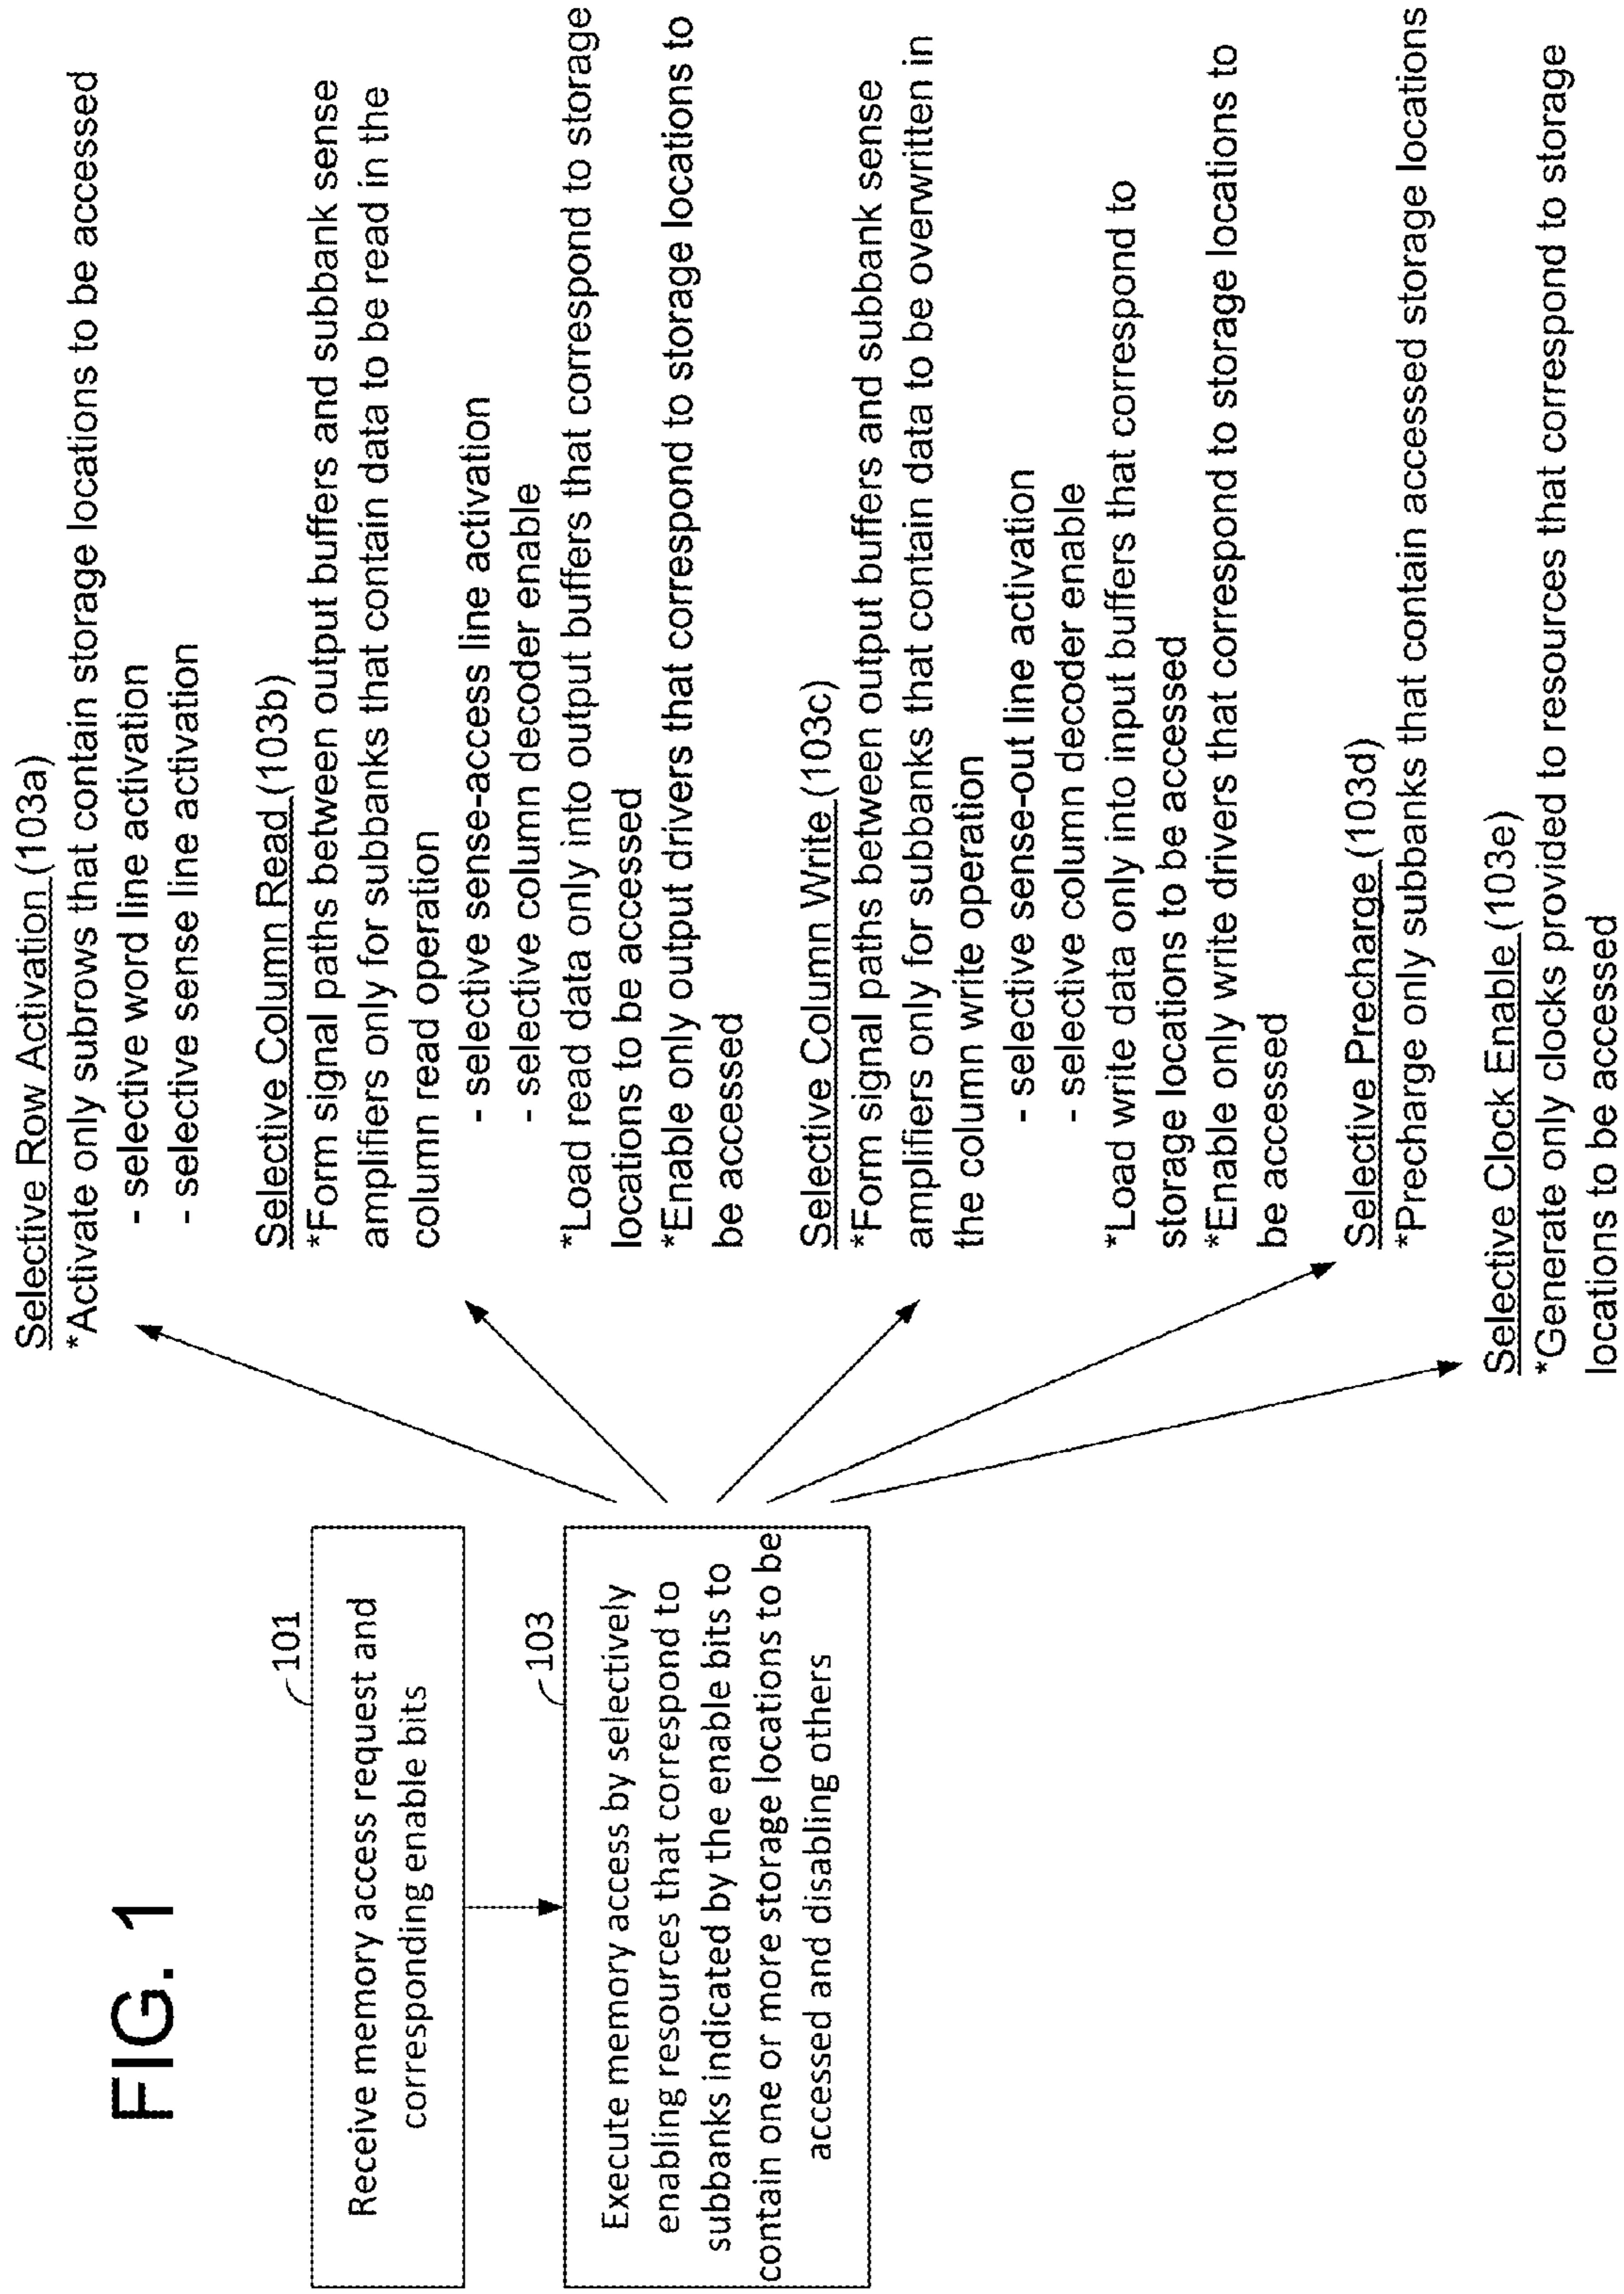 FIG. 1
101
Receive memory access request and
corresponding enable bits
103
Execute memory access by selectively
enabling resources that correspond to
subbanks indicated by the enable bits to
contain one or more storage locations to be
accessed and disabling others
Selective Row Activation (103a)
*Activate only subrows that contain storage locations to be accessed
- selective word line activation
- selective sense line activation
Selective Column Read (103b)
*Form signal paths between output buffers and subbank sense
amplifiers only for subbanks that contain data to be read in the
column read operation
- selective sense-access line activation
- selective column decoder enable
*Load read data only into output buffers that correspond to storage
locations to be accessed
*Enable only output drivers that correspond to storage locations to
be accessed
Selective Column Write (103c)
*Form signal paths between output buffers and subbank sense
amplifiers only for subbanks that contain data to be overwritten in
the column write operation
- selective sense-out line activation
- selective column decoder enable
*Load write data only into input buffers that correspond to
storage locations to be accessed
*Enable only write drivers that correspond to storage locations to
be accessed
Selective Precharge (103d)
*Precharge only subbanks that contain accessed storage locations
Selective Clock Enable (103e)
*Generate only clocks provided to resources that correspond to storage
locations to be accessed